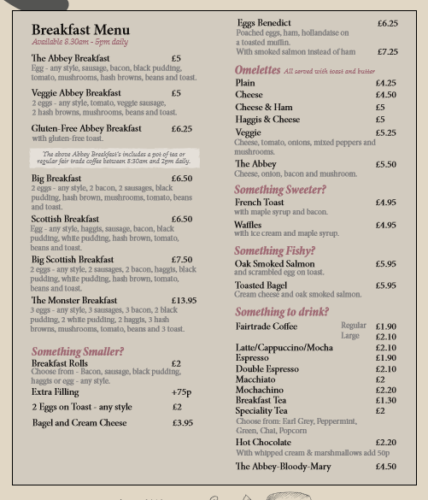 Breakfast Menu
Available 8.30am - 5pm daily.
The Abbey Breakfast £5
Egg - any style, sausage, bacon, black pudding,
tomato, mushrooms, hash browns, beans and toast.
Veggie Abbey Breakfast £5
2 eggs - any style, tomato, veggie sausage,
2 hash browns, mushrooms, beans and toast.
Gluten-Free Abbey Breakfast £6.25
with gluten-free toast.
The above Abbey Breakfast's includes a pot of tea or
regular fair trade coffee between 8:30am and 12pm daily.
Big Breakfast £6.50
2 eggs - any style, 2 bacon, 2 sausages, black
pudding, hash brown, mushrooms, tomato, beans
and toast.
Scottish Breakfast £6.50
Egg - any style, haggis, sausage, bacon, black
pudding, white pudding, hash brown, tomato,
beans and toast.
Big Scottish Breakfast £7.50
2 eggs - any style, 2 sausages, 2 bacon, haggis, black
pudding, white pudding, hash brown, tomato,
beans and toast.
The Monster Breakfast £13.95
3 eggs - any style, 3 sausages, 3 bacon, 2 black
pudding, 2 white pudding, 2 haggis, 3 hash
browns, mushrooms, tomato, beans and 3 toast.
Something Smaller?
Breakfast Rolls £2
Choose from - Bacon, sausage, black pudding,
haggis or egg - any style.
Extra Filling +75p
2 Eggs on Toast - any style £2
Bagel and Cream Cheese £3.95
Eggs Benedict £6.25
Poached eggs, ham, hollandaise on
a toasted muffin.
With smoked salmon instead of ham £7.25
Omelettes All served with toast and butter
Plain £4.25
Cheese £4.50
Cheese & Ham £5
Haggis & Cheese £5
Veggie £5.25
Cheese, tomato, onions, mixed peppers and
mushrooms.
The Abbey £5.50
Cheese, onion, bacon and mushroom.
Something Sweeter?
French Toast £4.95
with maple syrup and bacon.
Waffles £4.95
with ice cream and maple syrup.
Something Fishy?
Oak Smoked Salmon £5.95
and scrambled egg on toast.
Toasted Bagel £5.95
Cream cheese and oak smoked salmon.
Something to drink?
Fairtrade Coffee Regular £1.90
Large £2.10
Latte/Cappuccino/Mocha £2.10
Espresso £1.90
Double Espresso £2.10
Macchiato £2
Mochachino £2.20
Breakfast Tea £1.30
Speciality Tea £2
Choose from: Earl Grey, Peppermint,
Green, Chai, Popcorn
Hot Chocolate £2.20
With whipped cream & marshmallows add 50p
The Abbey-Bloody-Mary £4.50